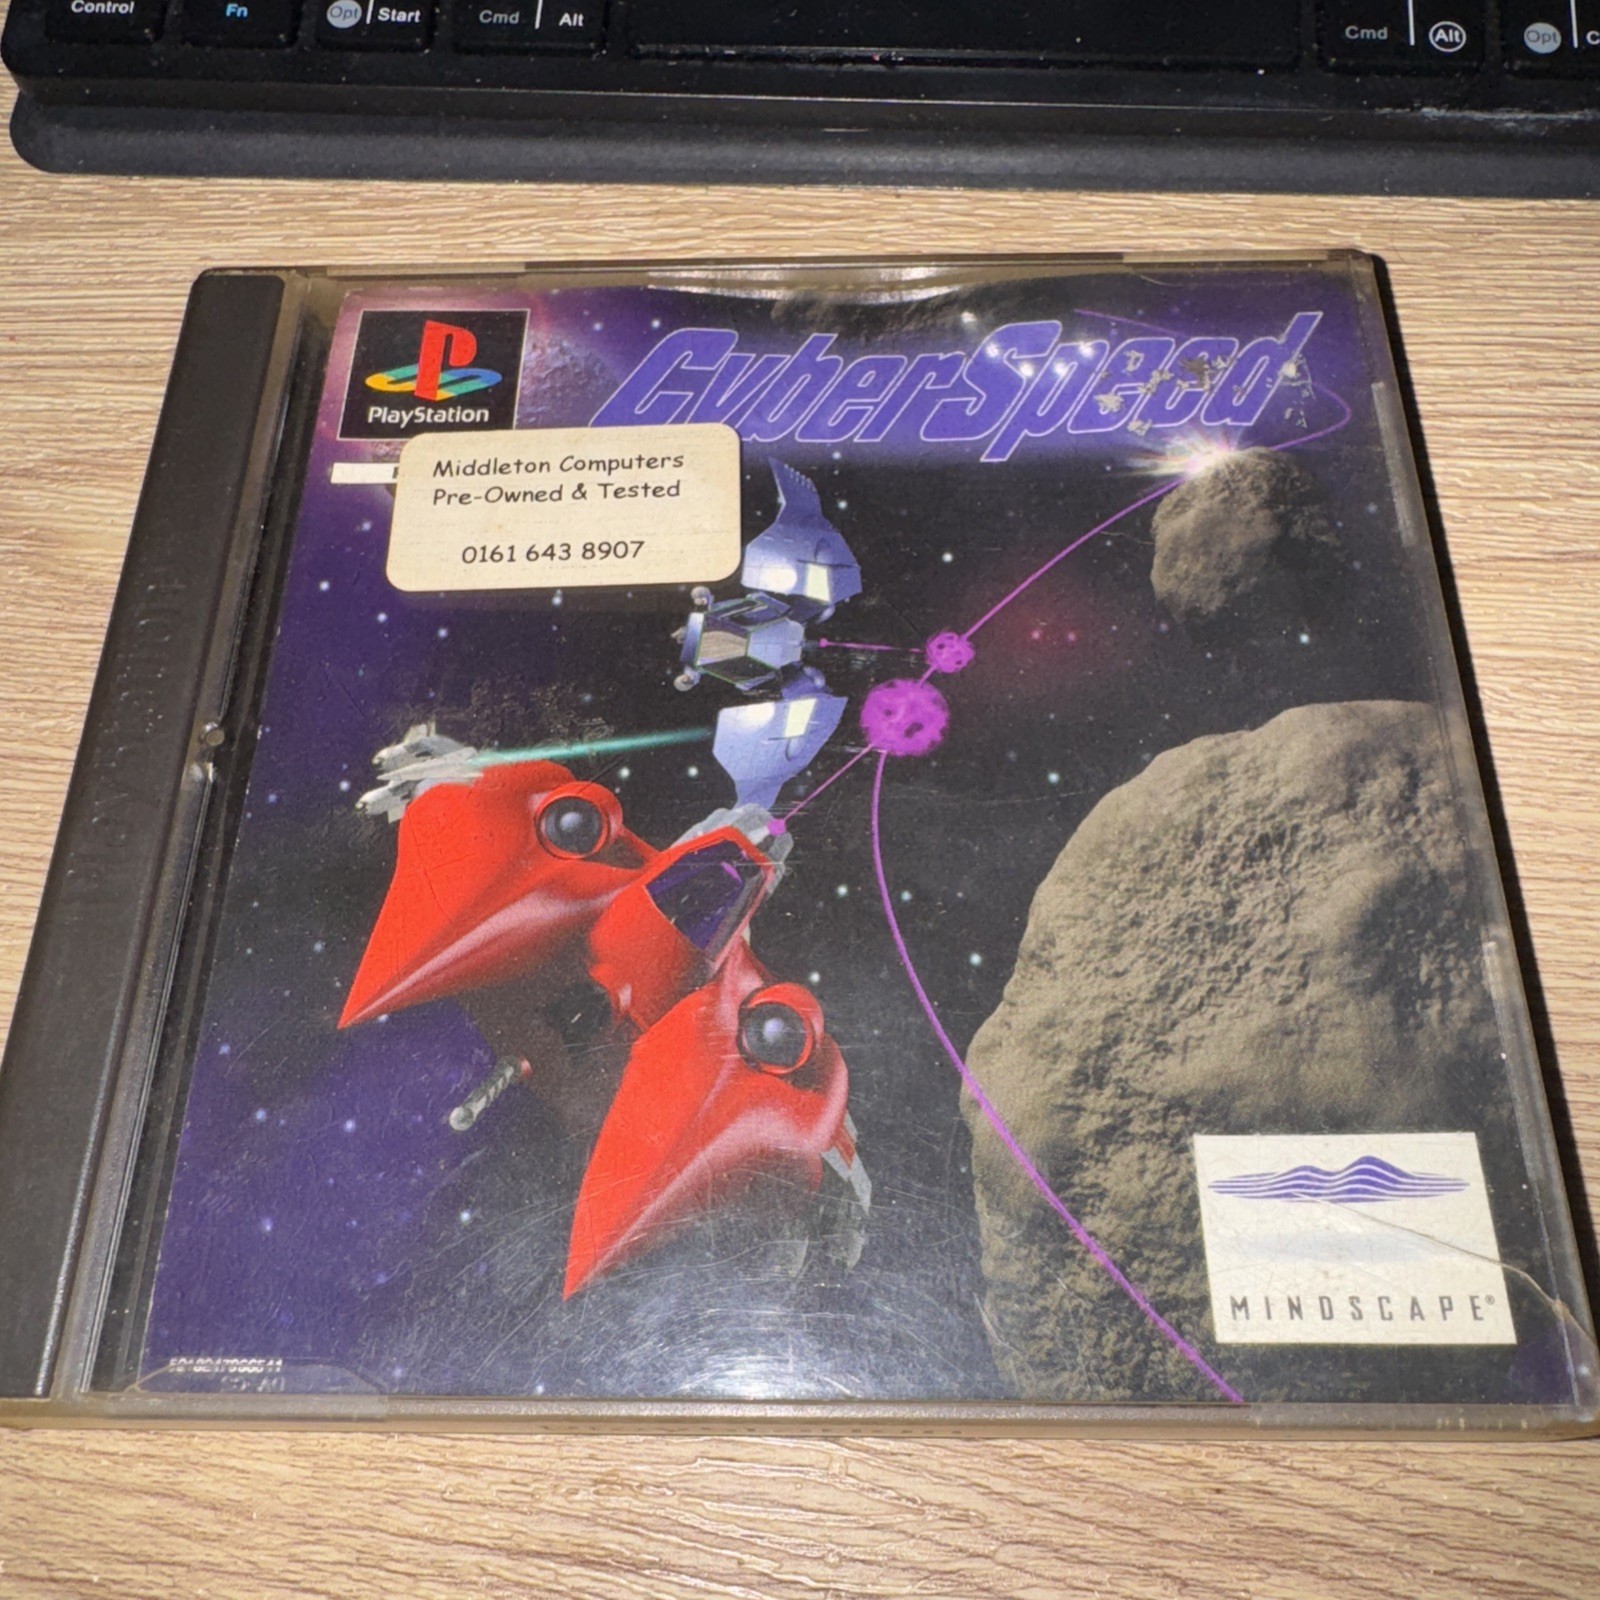 Control
Fn
Opt
Start
Cmd
Alt
Cmd
Alt
Opt
PlayStation
CyberSpeed
Middleton Computers
Pre-Owned & Tested
0161 643 8907
MINDSCAPE®